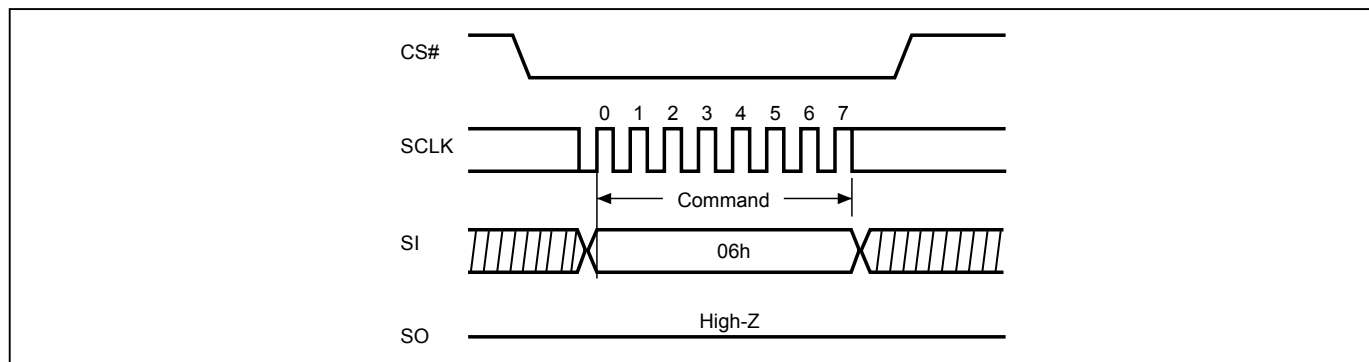 CS#
0 1 2 3 4 5 6 7
SCLK
Command
SI
06h
High-Z
SO